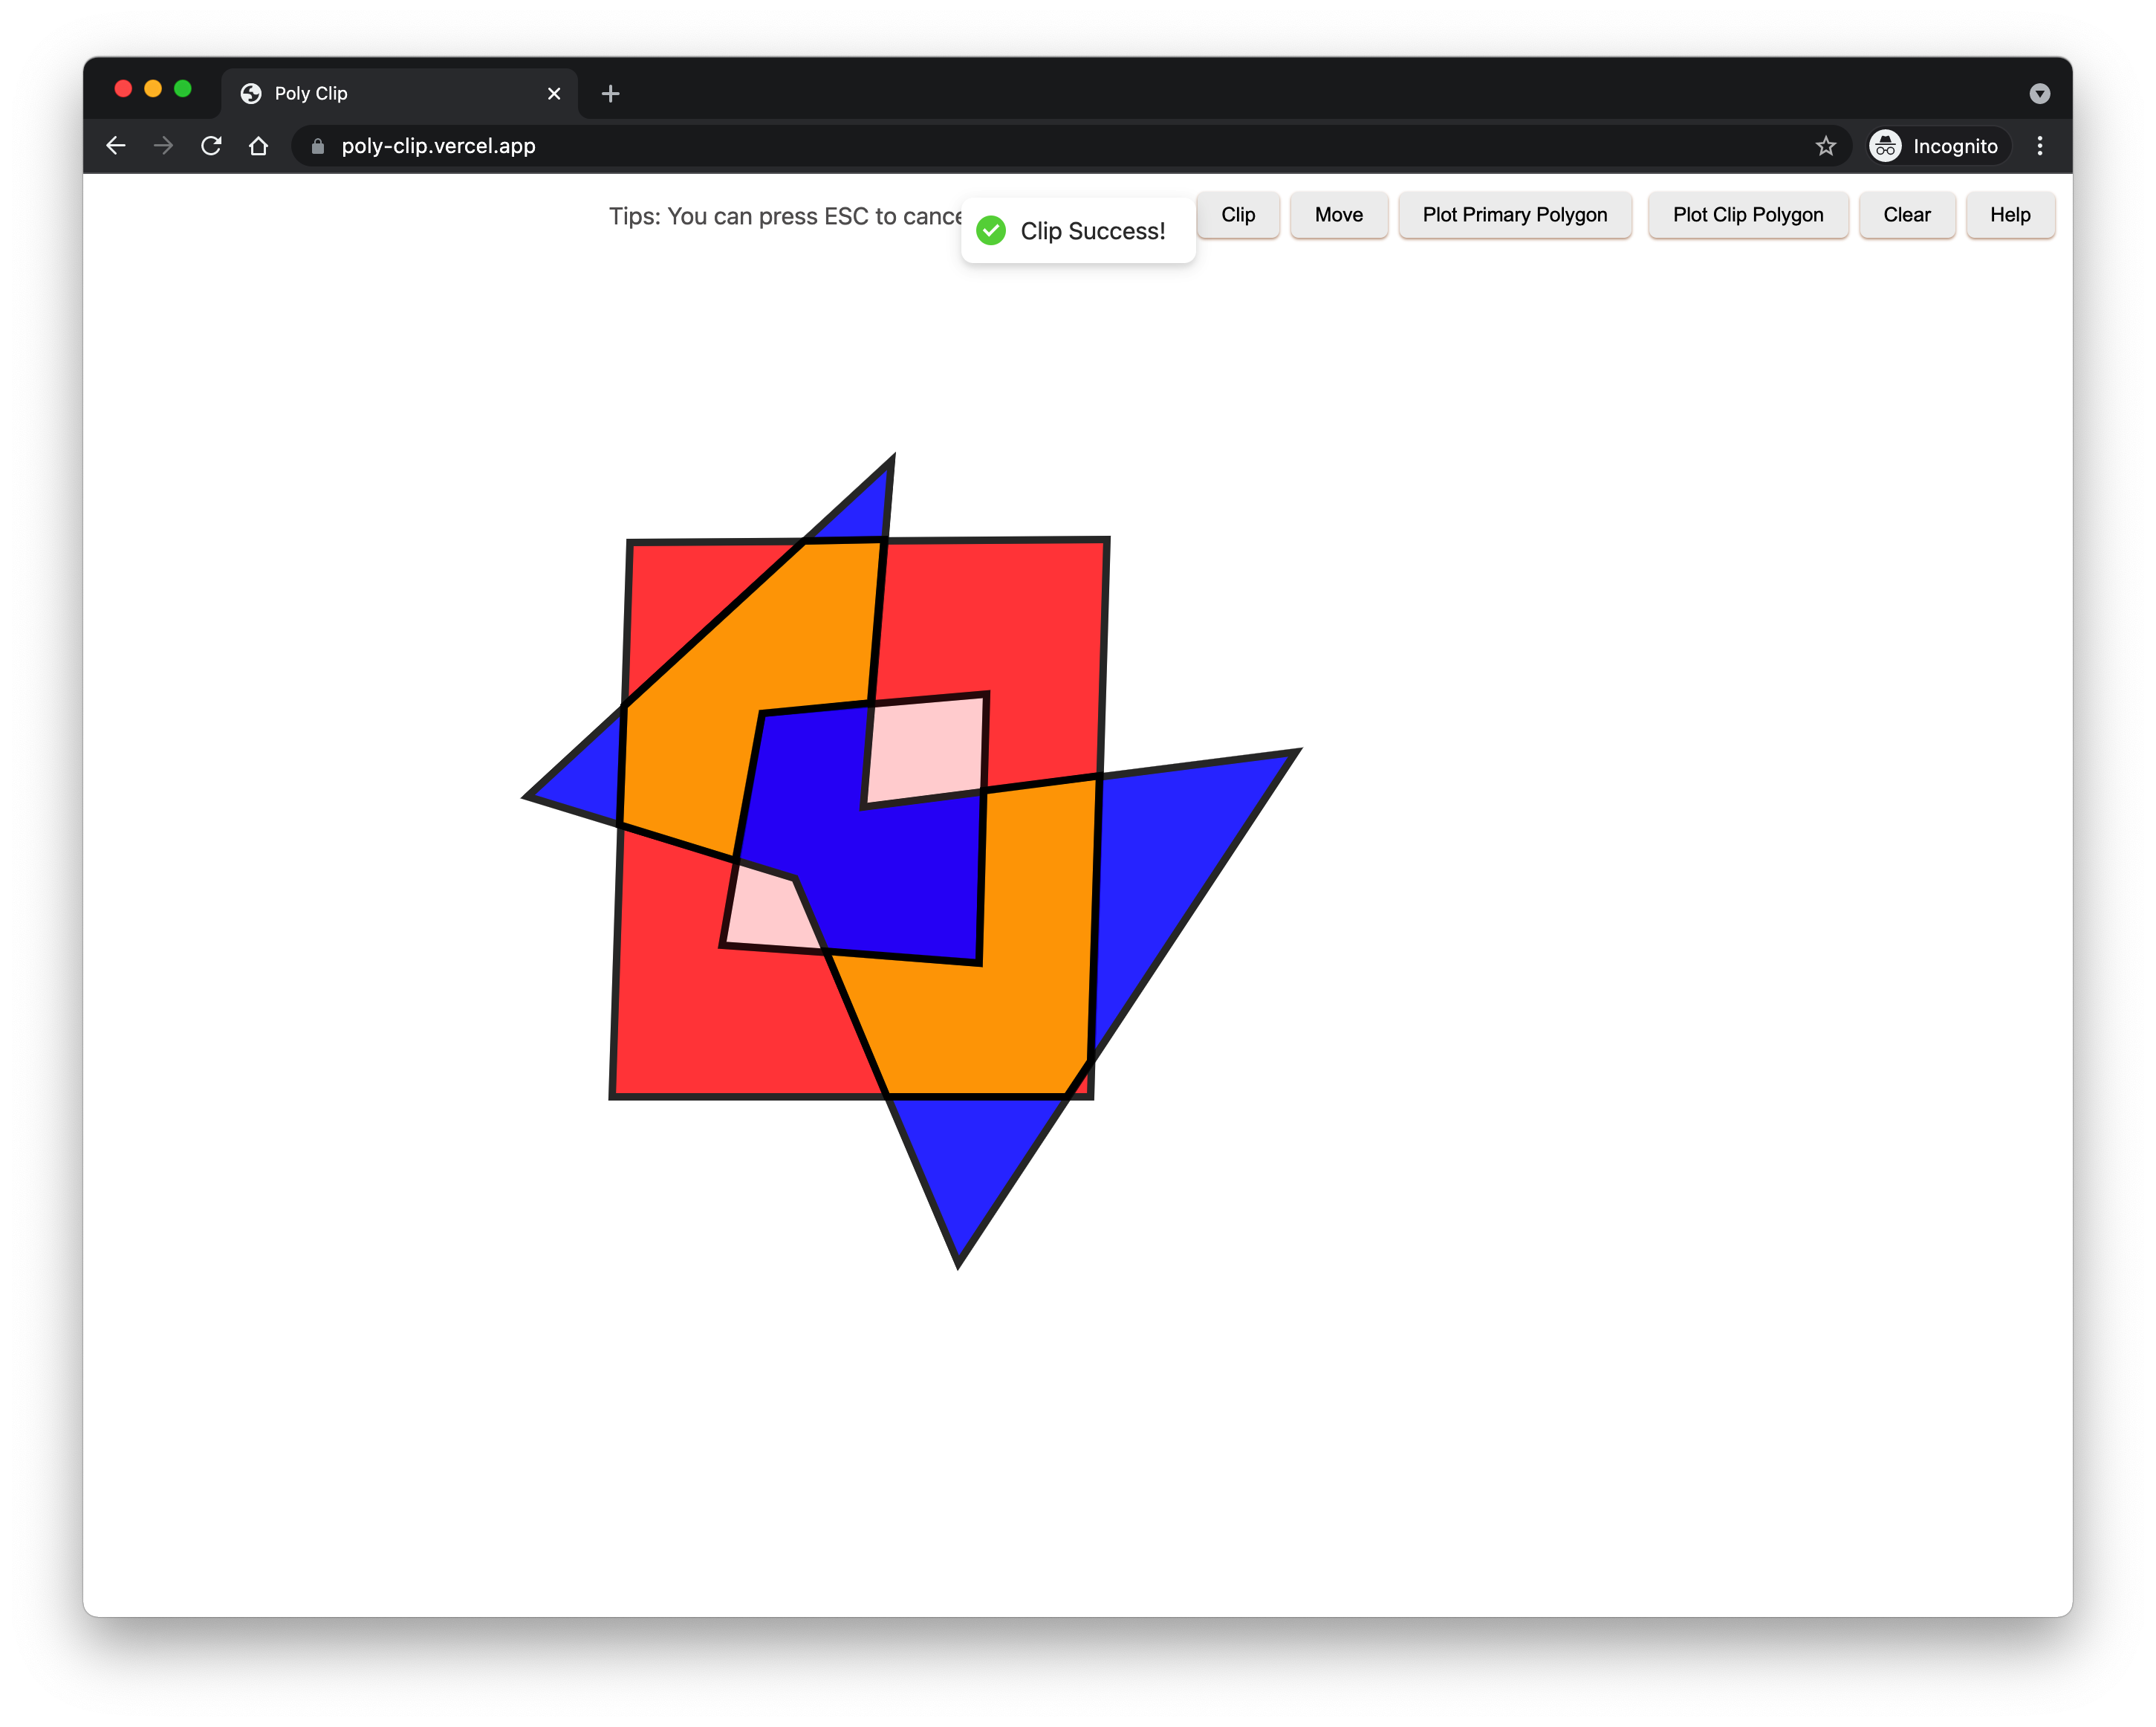 Poly Clip
poly-clip.vercel.app
Incognito
Tips: You can press ESC to cance
Clip Success!
Clip
Move
Plot Primary Polygon
Plot Clip Polygon
Clear
Help